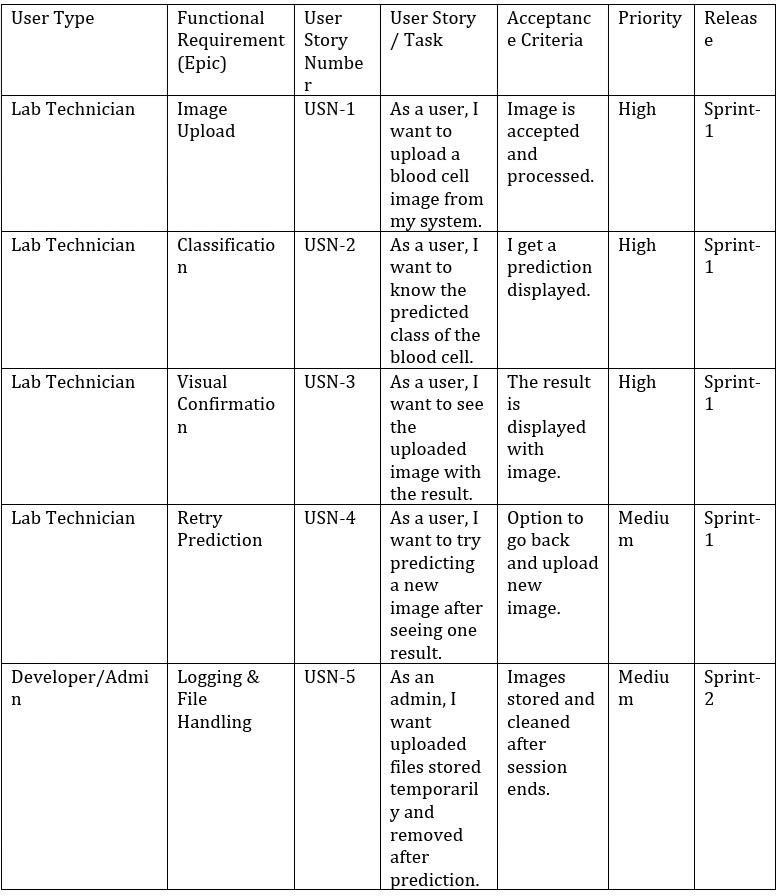 User Type
Functional
Requirement
(Epic)
User
Story
Numbe
r
User Story
/ Task
Acceptanc
e Criteria
Priority
Releas
e
Lab Technician
Image
Upload
USN-1
As a user, I
want to
upload a
blood cell
image from
my system.
Image is
accepted
and
processed.
High
Sprint-
1
Lab Technician
Classificatio
n
USN-2
As a user, I
want to
know the
predicted
class of the
blood cell.
I get a
prediction
displayed.
High
Sprint-
1
Lab Technician
Visual
Confirmatio
n
USN-3
As a user, I
want to see
the
uploaded
image with
the result.
The result
is
displayed
with
image.
High
Sprint-
1
Lab Technician
Retry
Prediction
USN-4
As a user, I
want to try
predicting
a new
image after
seeing one
result.
Option to
go back
and upload
new
image.
Mediu
m
Sprint-
1
Developer/Admi
n
Logging &
File
Handling
USN-5
As an
admin, I
want
uploaded
files stored
temporaril
y and
removed
after
prediction.
Images
stored and
cleaned
after
session
ends.
Mediu
m
Sprint-
2